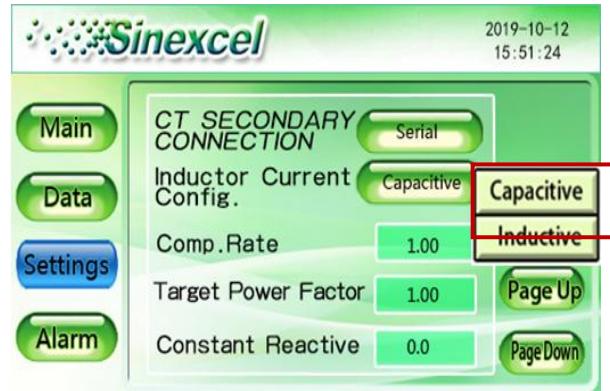 Sinexcel
2019-10-12
15:51:24
Main
Data
Settings
Alarm
CT SECONDARY
CONNECTION
Serial
Inductor Current
Config.
Capacitive
Capacitive
Inductive
Comp.Rate
1.00
Target Power Factor
1.00
Page Up
Constant Reactive
0.0
Page Down